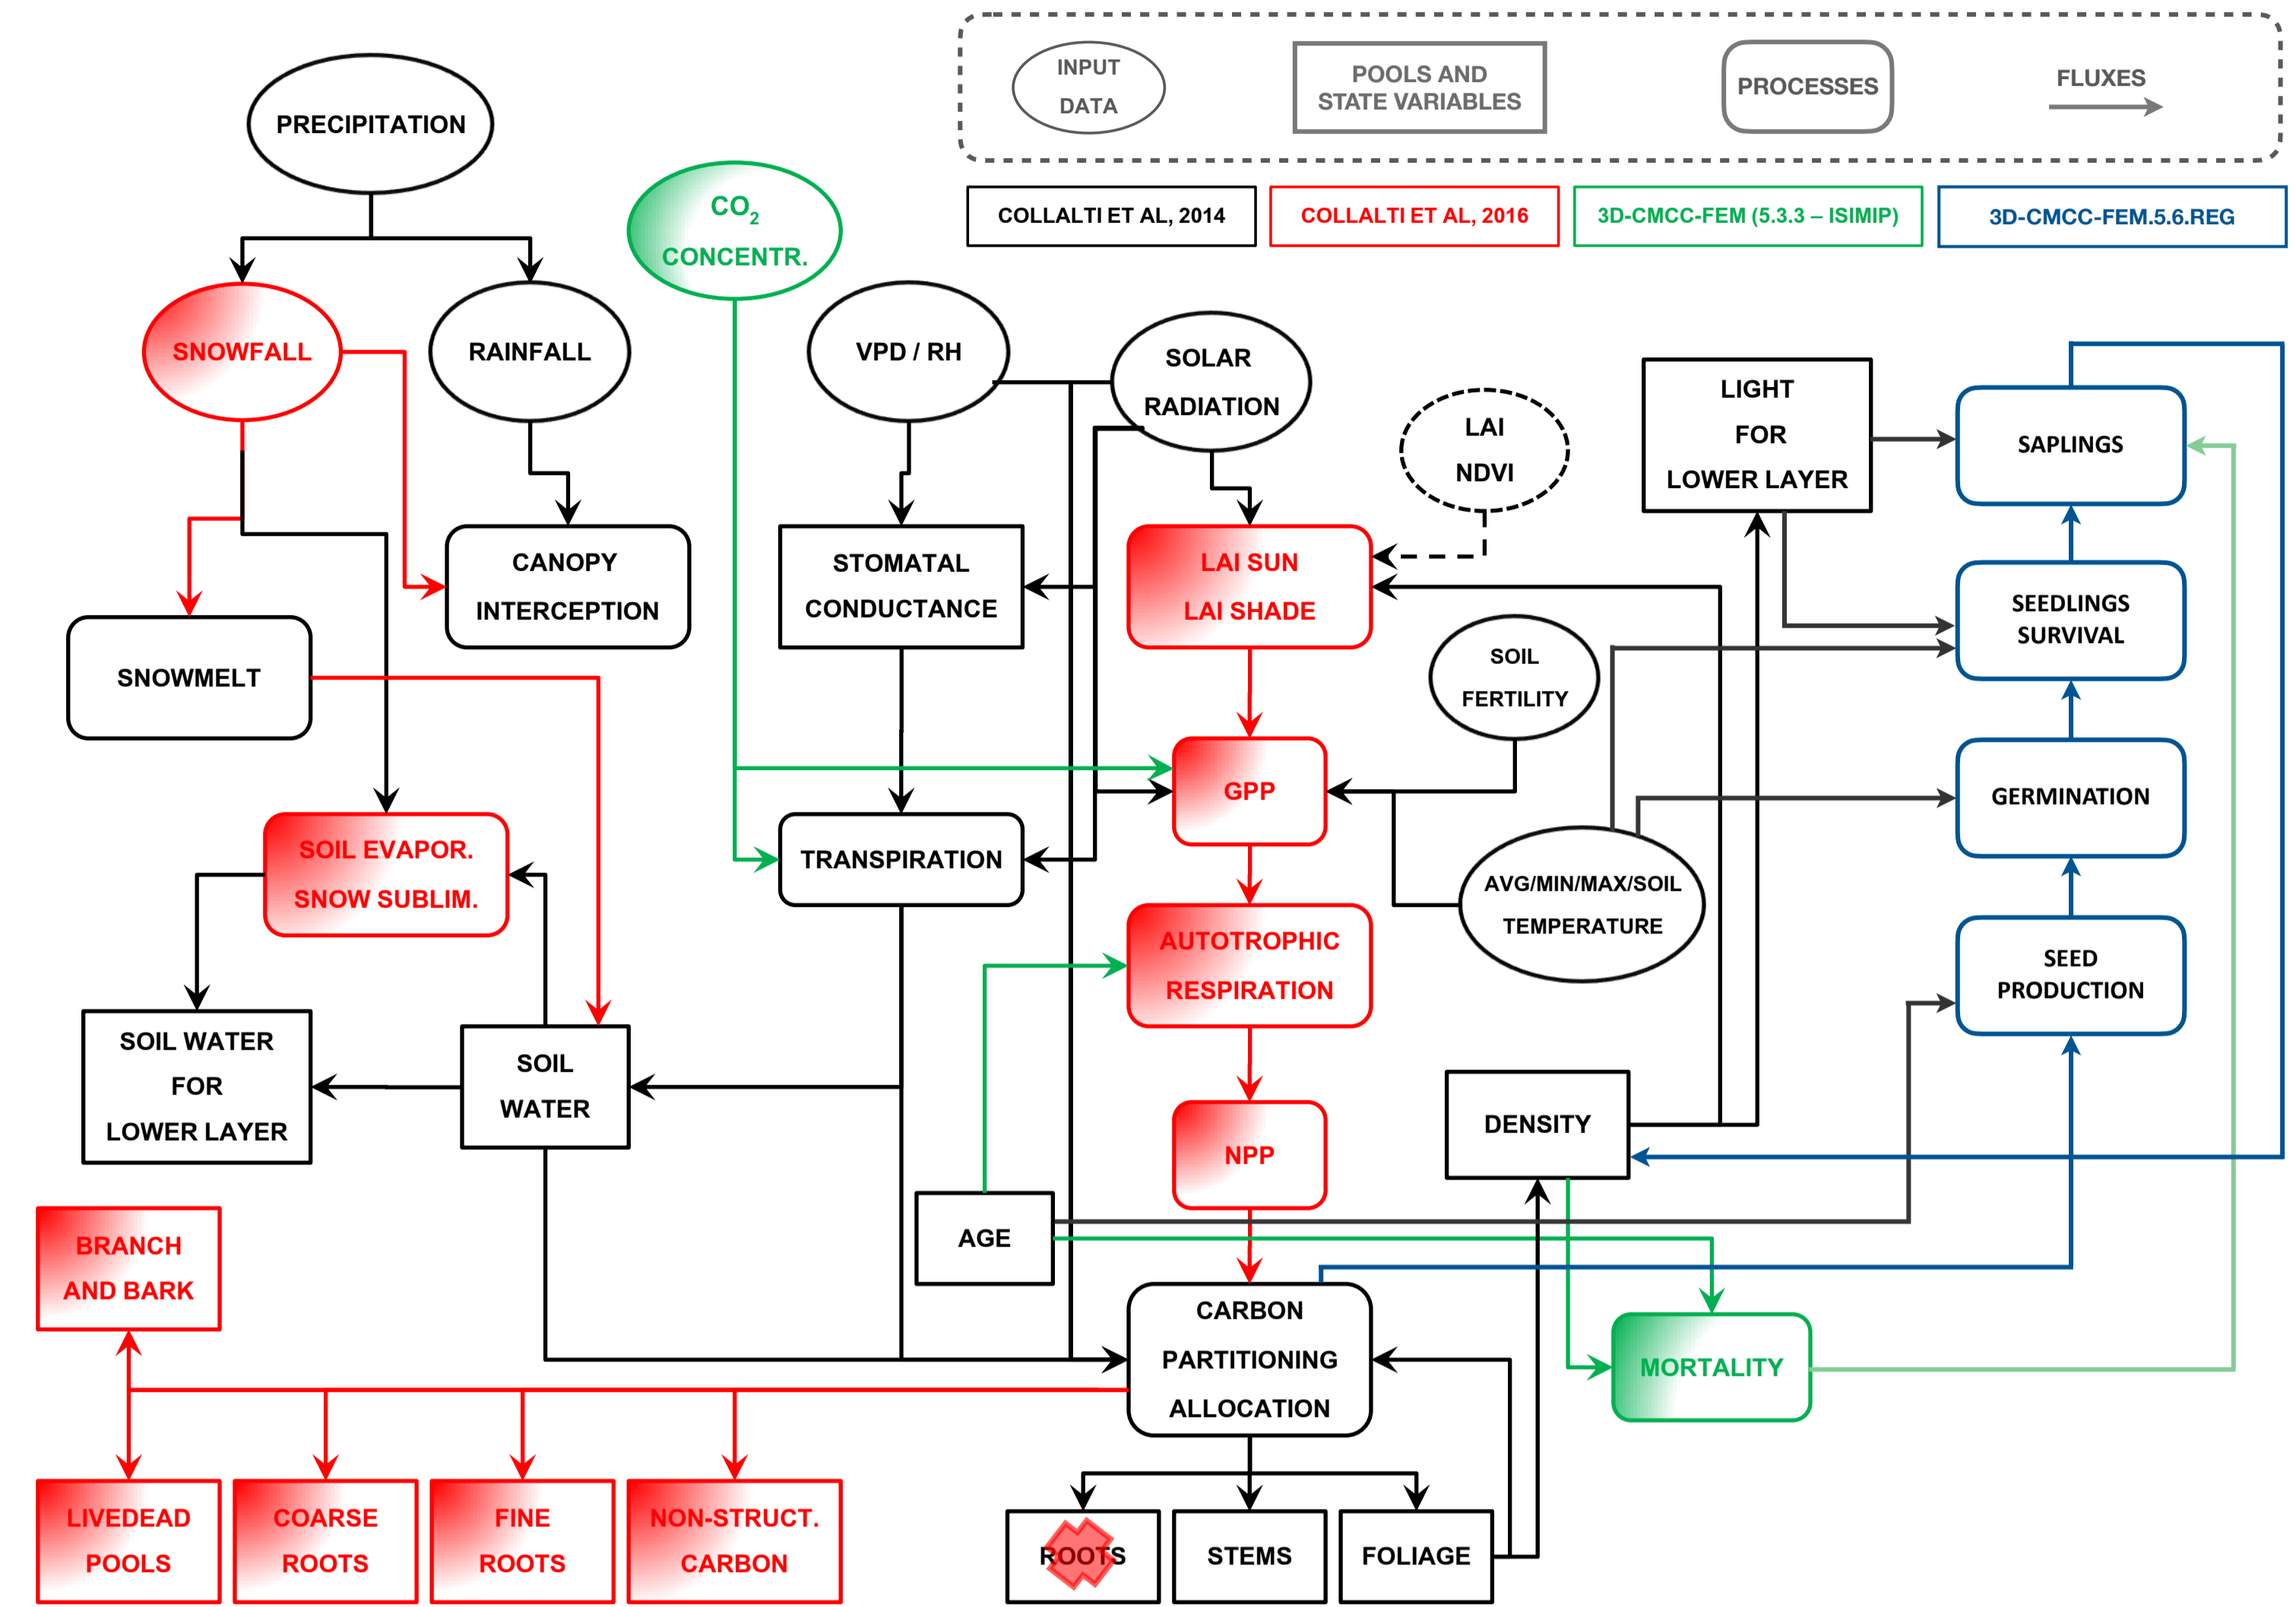 INPUT
DATA
POOLS AND
STATE VARIABLES
PROCESSES
FLUXES
COLLALTI ET AL, 2014
COLLALTI ET AL, 2016
3D-CMCC-FEM (5.3.3 – ISIMIP)
3D-CMCC-FEM.5.6.REG
PRECIPITATION
CO2
CONCENTR.
SNOWFALL
RAINFALL
VPD / RH
SOLAR
RADIATION
LAI
NDVI
LIGHT
FOR
LOWER LAYER
SAPLINGS
CANOPY
INTERCEPTION
STOMATAL
CONDUCTANCE
LAI SUN
LAI SHADE
SEEDLINGS
SURVIVAL
SNOWMELT
SOIL
FERTILITY
GPP
GERMINATION
SOIL EVAPOR.
SNOW SUBLIM.
TRANSPIRATION
AVG/MIN/MAX/SOIL
TEMPERATURE
AUTOTROPHIC
RESPIRATION
SEED
PRODUCTION
SOIL WATER
FOR
LOWER LAYER
SOIL
WATER
DENSITY
NPP
AGE
BRANCH
AND BARK
CARBON
PARTITIONING
ALLOCATION
MORTALITY
LIVEDEAD
POOLS
COARSE
ROOTS
FINE
ROOTS
NON-STRUCT.
CARBON
ROOTS
STEMS
FOLIAGE